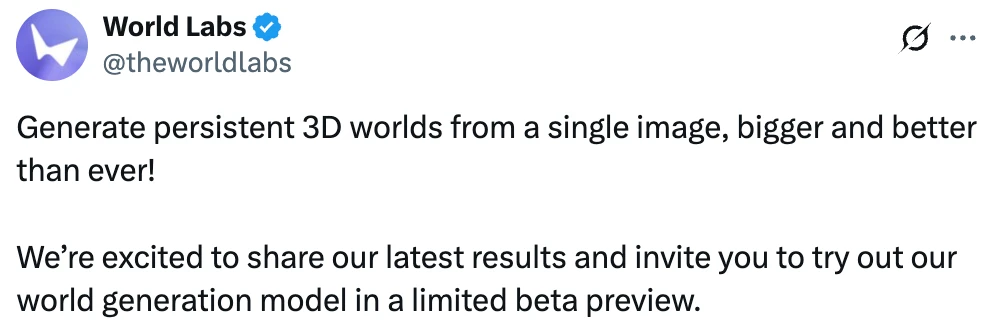 World Labs
@theworldlabs
Generate persistent 3D worlds from a single image, bigger and better
than ever!
We’re excited to share our latest results and invite you to try out our
world generation model in a limited beta preview.